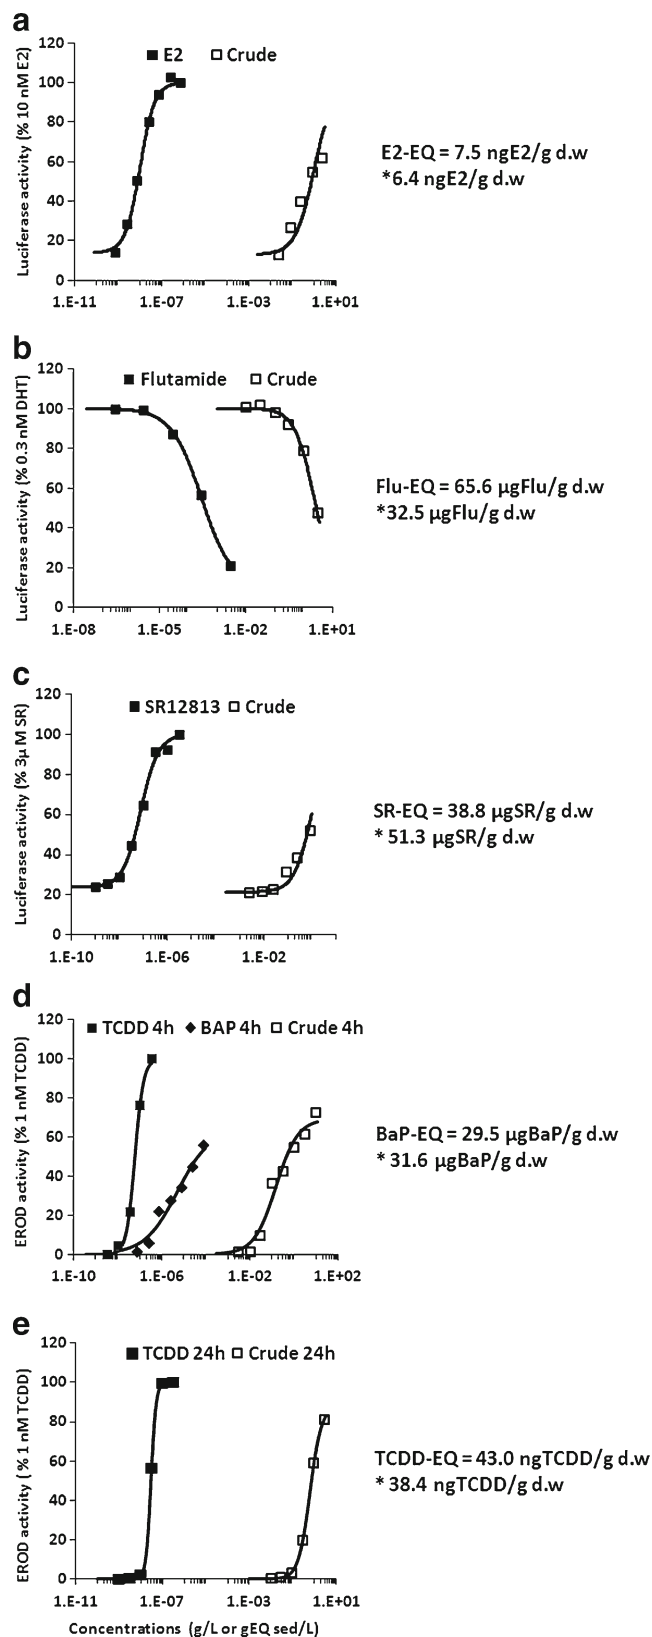 a
Luciferase activity (% 10 nM E2)
120
100
80
60
40
20
0
E2 Crude
1.E-11 1.E-07 1.E-03 1.E+01
E2-EQ = 7.5 ngE2/g d.w
*6.4 ngE2/g d.w
b
Luciferase activity (% 0.3 nM DHT)
120
100
80
60
40
20
0
Flutamide Crude
1.E-08 1.E-05 1.E-02 1.E+01
Flu-EQ = 65.6 µgFlu/g d.w
*32.5 µgFlu/g d.w
c
Luciferase activity (% 3µ M SR)
120
100
80
60
40
20
0
SR12813 Crude
1.E-10 1.E-06 1.E-02
SR-EQ = 38.8 µgSR/g d.w
* 51.3 µgSR/g d.w
d
EROD activity (% 1 nM TCDD)
120
100
80
60
40
20
0
TCDD 4h BAP 4h Crude 4h
1.E-10 1.E-06 1.E-02 1.E+02
BaP-EQ = 29.5 µgBaP/g d.w
* 31.6 µgBaP/g d.w
e
EROD activity (% 1 nM TCDD)
120
100
80
60
40
20
0
TCDD 24h Crude 24h
1.E-11 1.E-07 1.E-03 1.E+01
TCDD-EQ = 43.0 ngTCDD/g d.w
* 38.4 ngTCDD/g d.w
Concentrations (g/L or gEQ sed/L)